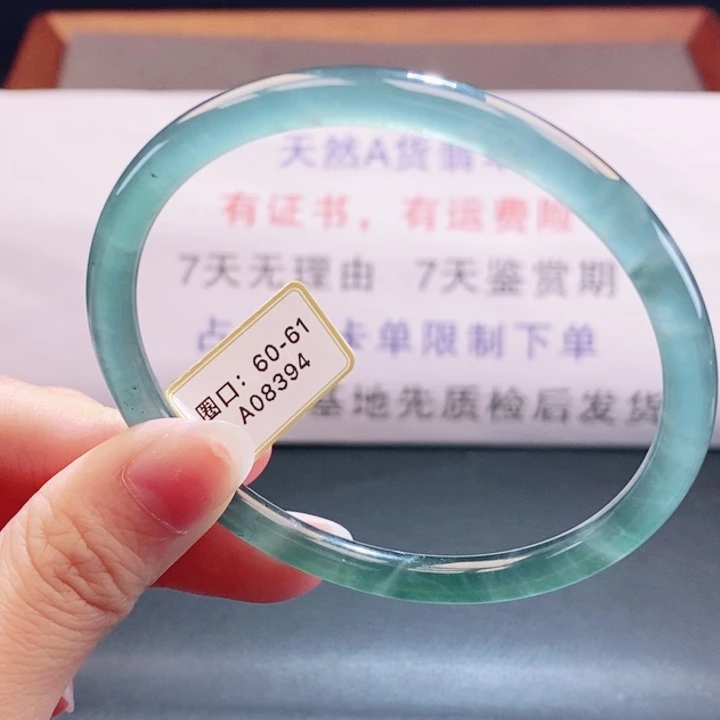 天然A货翡
有证书，有运费险
7天无理由 7天鉴赏期
占 卡单限制下单
基地先质检后发货
圈口：60-61
A08394